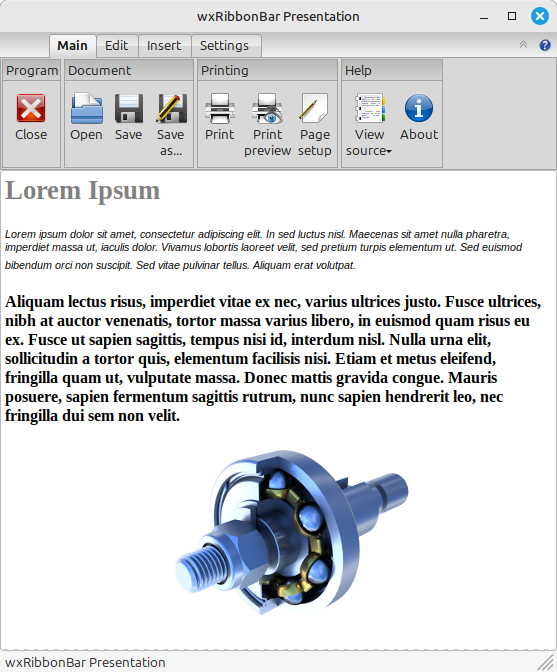 wxRibbonBar Presentation
Main Edit Insert Settings
Program Document Printing Help
Close Open Save Save as... Print Print preview Page setup View source About
Lorem Ipsum
Lorem ipsum dolor sit amet, consectetur adipiscing elit. In sed luctus nisl. Maecenas sit amet nulla pharetra,
imperdiet massa ut, iaculis dolor. Vivamus lobortis laoreet velit, sed pretium turpis elementum ut. Sed euismod
bibendum orci non suscipit. Sed vitae pulvinar tellus. Aliquam erat volutpat.
Aliquam lectus risus, imperdiet vitae ex nec, varius ultrices justo. Fusce ultrices,
nibh at auctor venenatis, tortor massa varius libero, in euismod quam risus eu
ex. Fusce ut sapien sagittis, tempus nisi id, interdum nisl. Nulla urna elit,
sollicitudin a tortor quis, elementum facilisis nisi. Etiam et metus eleifend,
fringilla quam ut, vulputate massa. Donec mattis gravida congue. Mauris
posuere, sapien fermentum sagittis rutrum, nunc sapien hendrerit leo, nec
fringilla dui sem non velit.
wxRibbonBar Presentation